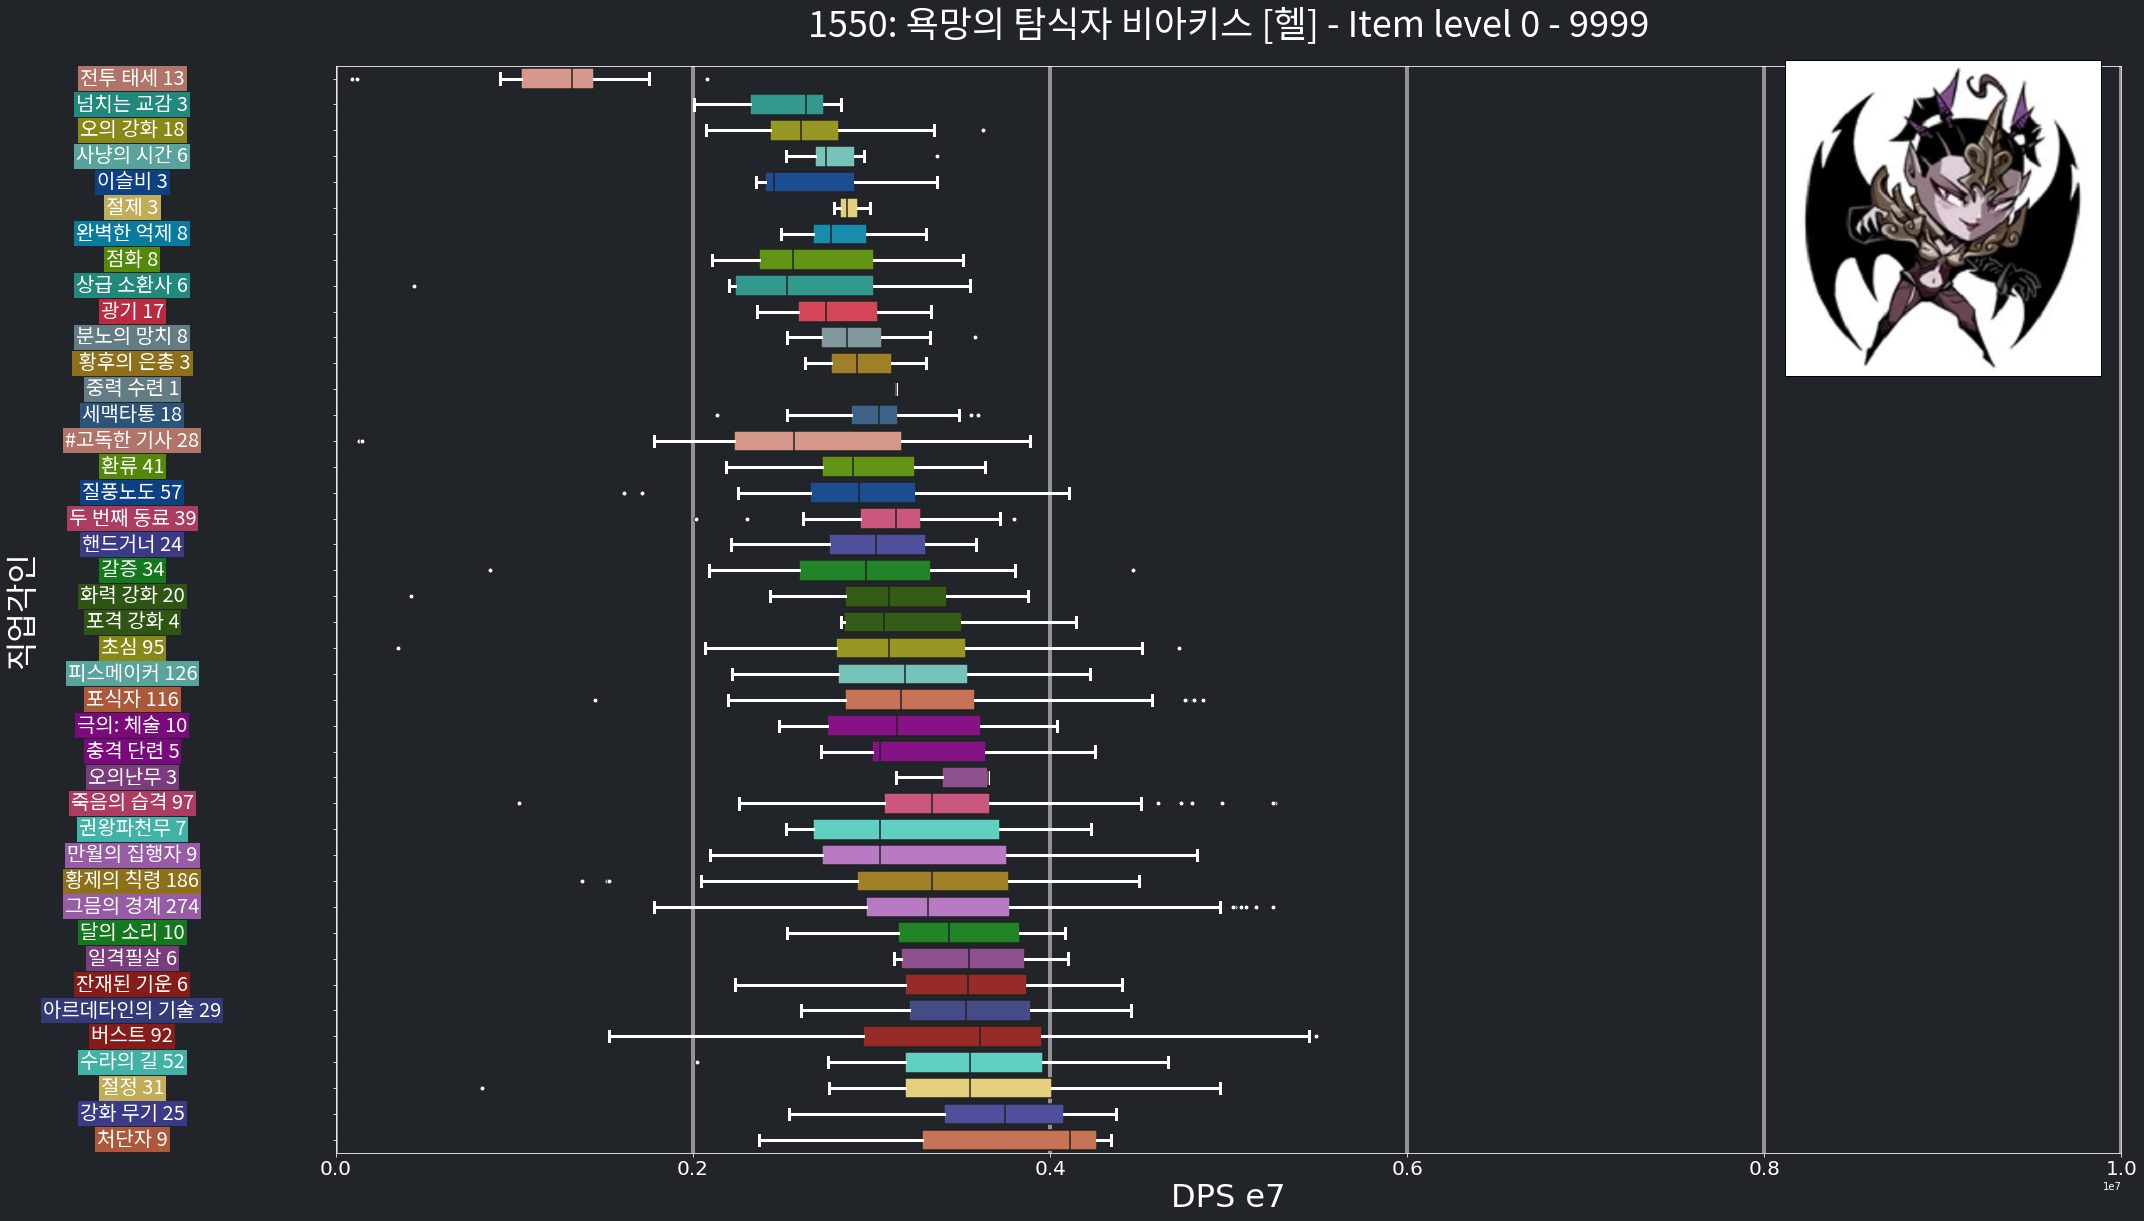 1550: 욕망의 탐식자 비아키스 [헬] - Item level 0 - 9999
전투 태세 13
넘치는 교감 3
오의 강화 18
사냥의 시간 6
이슬비 3
절제 3
완벽한 억제 8
점화 8
상급 소환사 6
광기 17
분노의 망치 8
황후의 은총 3
중력 수련 1
세맥타통 18
#고독한 기사 28
환류 41
질풍노도 57
두 번째 동료 39
핸드거너 24
갈증 34
화력 강화 20
포격 강화 4
초심 95
피스메이커 126
포식자 116
극의: 체술 10
충격 단련 5
오의난무 3
죽음의 습격 97
권왕파천무 7
만월의 집행자 9
황제의 칙령 186
그믐의 경계 274
달의 소리 10
일격필살 6
잔재된 기운 6
아르데타인의 기술 29
버스트 92
수라의 길 52
절정 31
강화 무기 25
처단자 9
직업각인
0.0 0.2 0.4 0.6 0.8 1.0
1e7
DPS e7